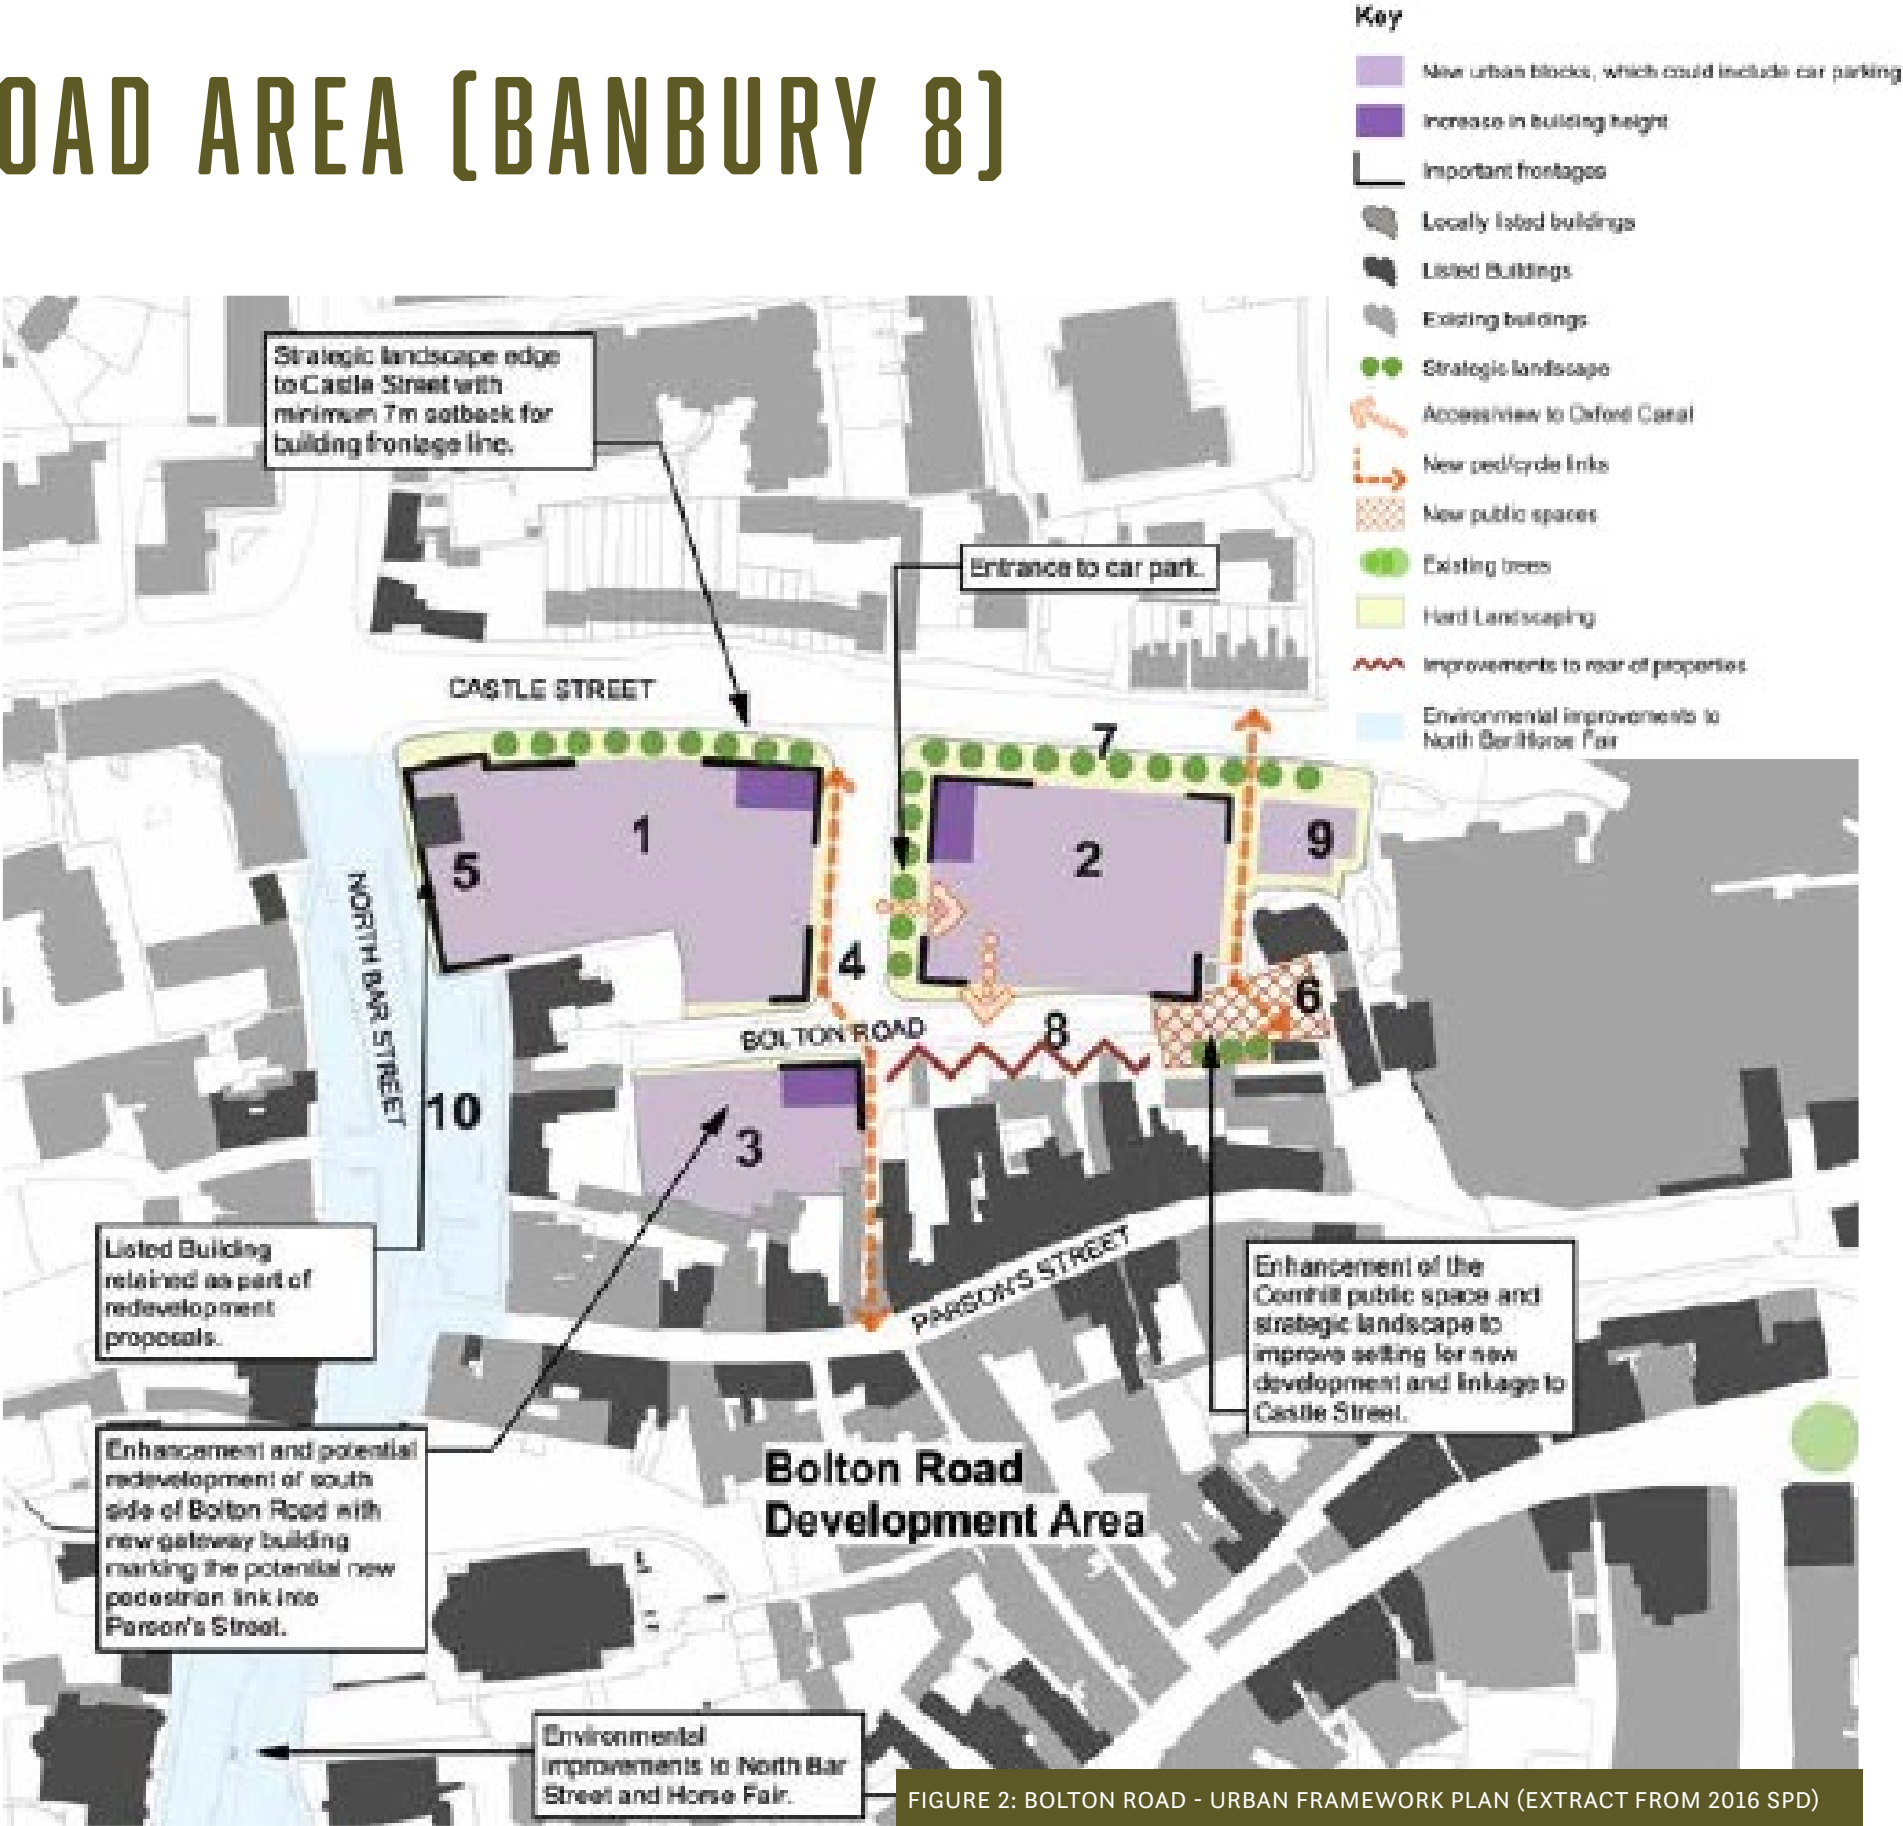 OAD AREA (BANBURY 8)
Key
New urban blocks, which could include car parking
Increase in building height
Important frontages
Locally listed buildings
Listed Buildings
Existing buildings
Strategic landscape
Access/view to Oxford Canal
New ped/cycle links
New public spaces
Existing trees
Hard Landscaping
Improvements to rear of properties
Environmental improvements to
North Bar/Horse Fair
Strategic landscape edge
to Castle Street with
minimum 7m setback for
building frontage line.
Entrance to car park.
CASTLE STREET
7
1
2
9
5
4
6
NORTH BAR STREET
BOLTON ROAD
8
10
3
PARSON'S STREET
Listed Building
retained as part of
redevelopment
proposals.
Enhancement of the
Cornhill public space and
strategic landscape to
improve setting for new
development and linkage to
Castle Street.
Enhancement and potential
redevelopment of south
side of Bolton Road with
new gateway building
marking the potential new
pedestrian link into
Parson's Street.
Bolton Road
Development Area
Environmental
improvements to North Bar
Street and Horse Fair.
FIGURE 2: BOLTON ROAD - URBAN FRAMEWORK PLAN (EXTRACT FROM 2016 SPD)